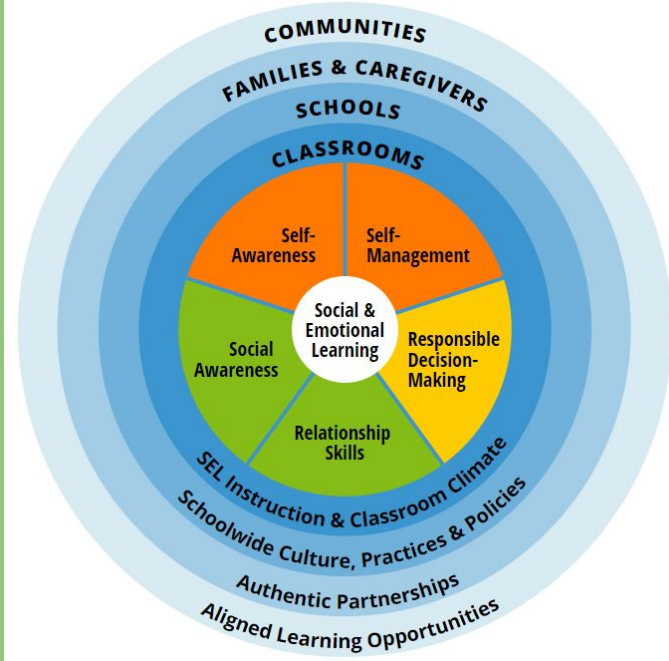 COMMUNITIES
FAMILIES & CAREGIVERS
SCHOOLS
CLASSROOMS
Self-
Awareness
Self-
Management
Social &
Emotional
Learning
Social
Awareness
Responsible
Decision-
Making
Relationship
Skills
SEL Instruction & Classroom Climate
Schoolwide Culture, Practices & Policies
Authentic Partnerships
Aligned Learning Opportunities